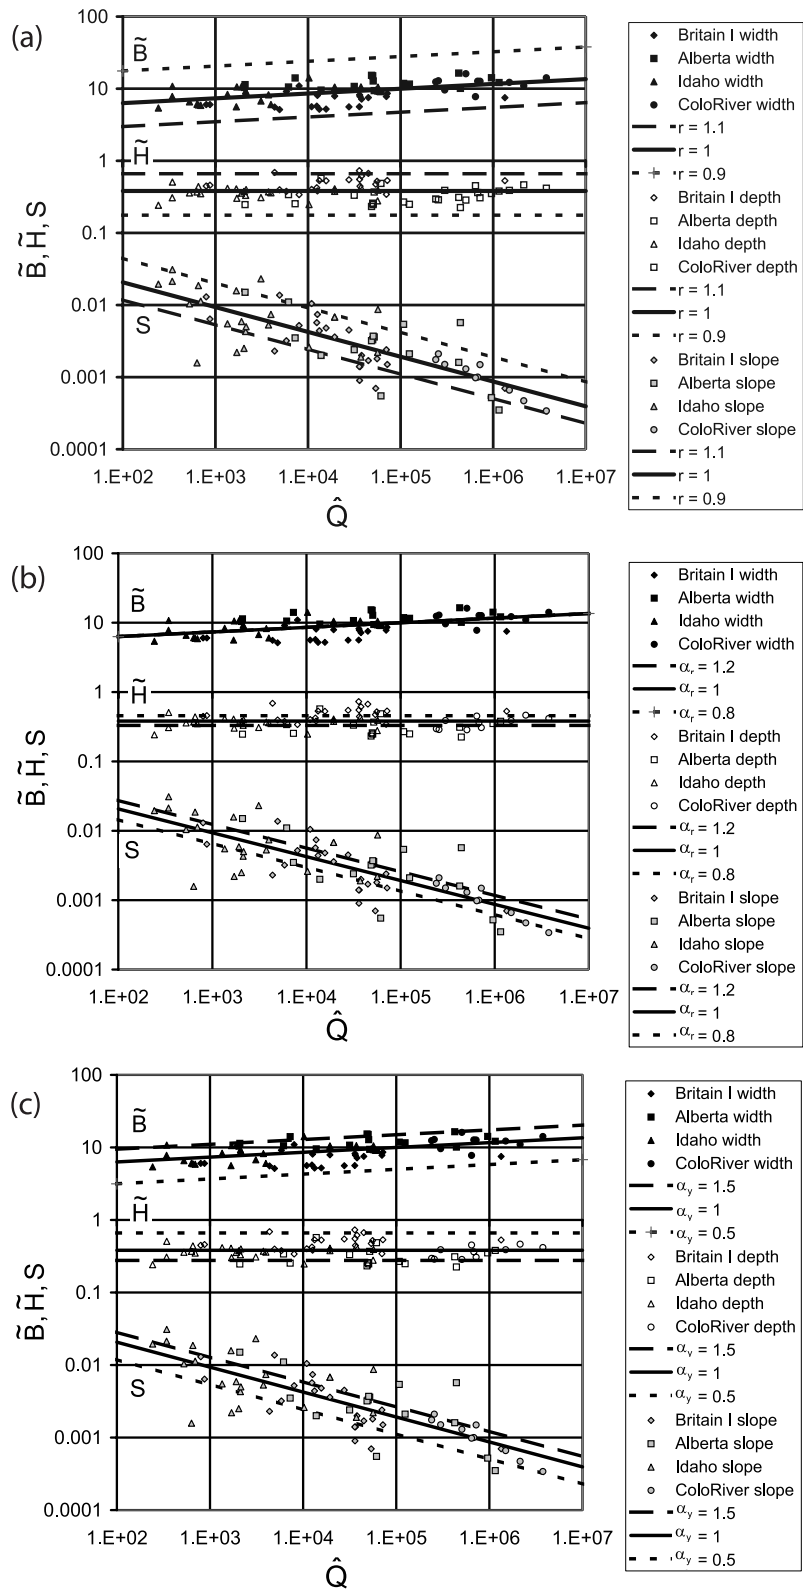 (a)
100
10
1
0.1
0.01
0.001
0.0001
B̃, H̃, S
B̃
H̃
S
1.E+02 1.E+03 1.E+04 1.E+05 1.E+06 1.E+07
Q̂
Britain I width
Alberta width
Idaho width
ColoRiver width
r = 1.1
r = 1
r = 0.9
Britain I depth
Alberta depth
Idaho depth
ColoRiver depth
r = 1.1
r = 1
r = 0.9
Britain I slope
Alberta slope
Idaho slope
ColoRiver slope
r = 1.1
r = 1
r = 0.9
(b)
100
10
1
0.1
0.01
0.001
0.0001
B̃, H̃, S
B̃
H̃
S
1.E+02 1.E+03 1.E+04 1.E+05 1.E+06 1.E+07
Q̂
Britain I width
Alberta width
Idaho width
ColoRiver width
αr = 1.2
αr = 1
αr = 0.8
Britain I depth
Alberta depth
Idaho depth
ColoRiver depth
αr = 1.2
αr = 1
αr = 0.8
Britain I slope
Alberta slope
Idaho slope
ColoRiver slope
αr = 1.2
αr = 1
αr = 0.8
(c)
100
10
1
0.1
0.01
0.001
0.0001
B̃, H̃, S
B̃
H̃
S
1.E+02 1.E+03 1.E+04 1.E+05 1.E+06 1.E+07
Q̂
Britain I width
Alberta width
Idaho width
ColoRiver width
αy = 1.5
αy = 1
αy = 0.5
Britain I depth
Alberta depth
Idaho depth
ColoRiver depth
αy = 1.5
αy = 1
αy = 0.5
Britain I slope
Alberta slope
Idaho slope
ColoRiver slope
αy = 1.5
αy = 1
αy = 0.5